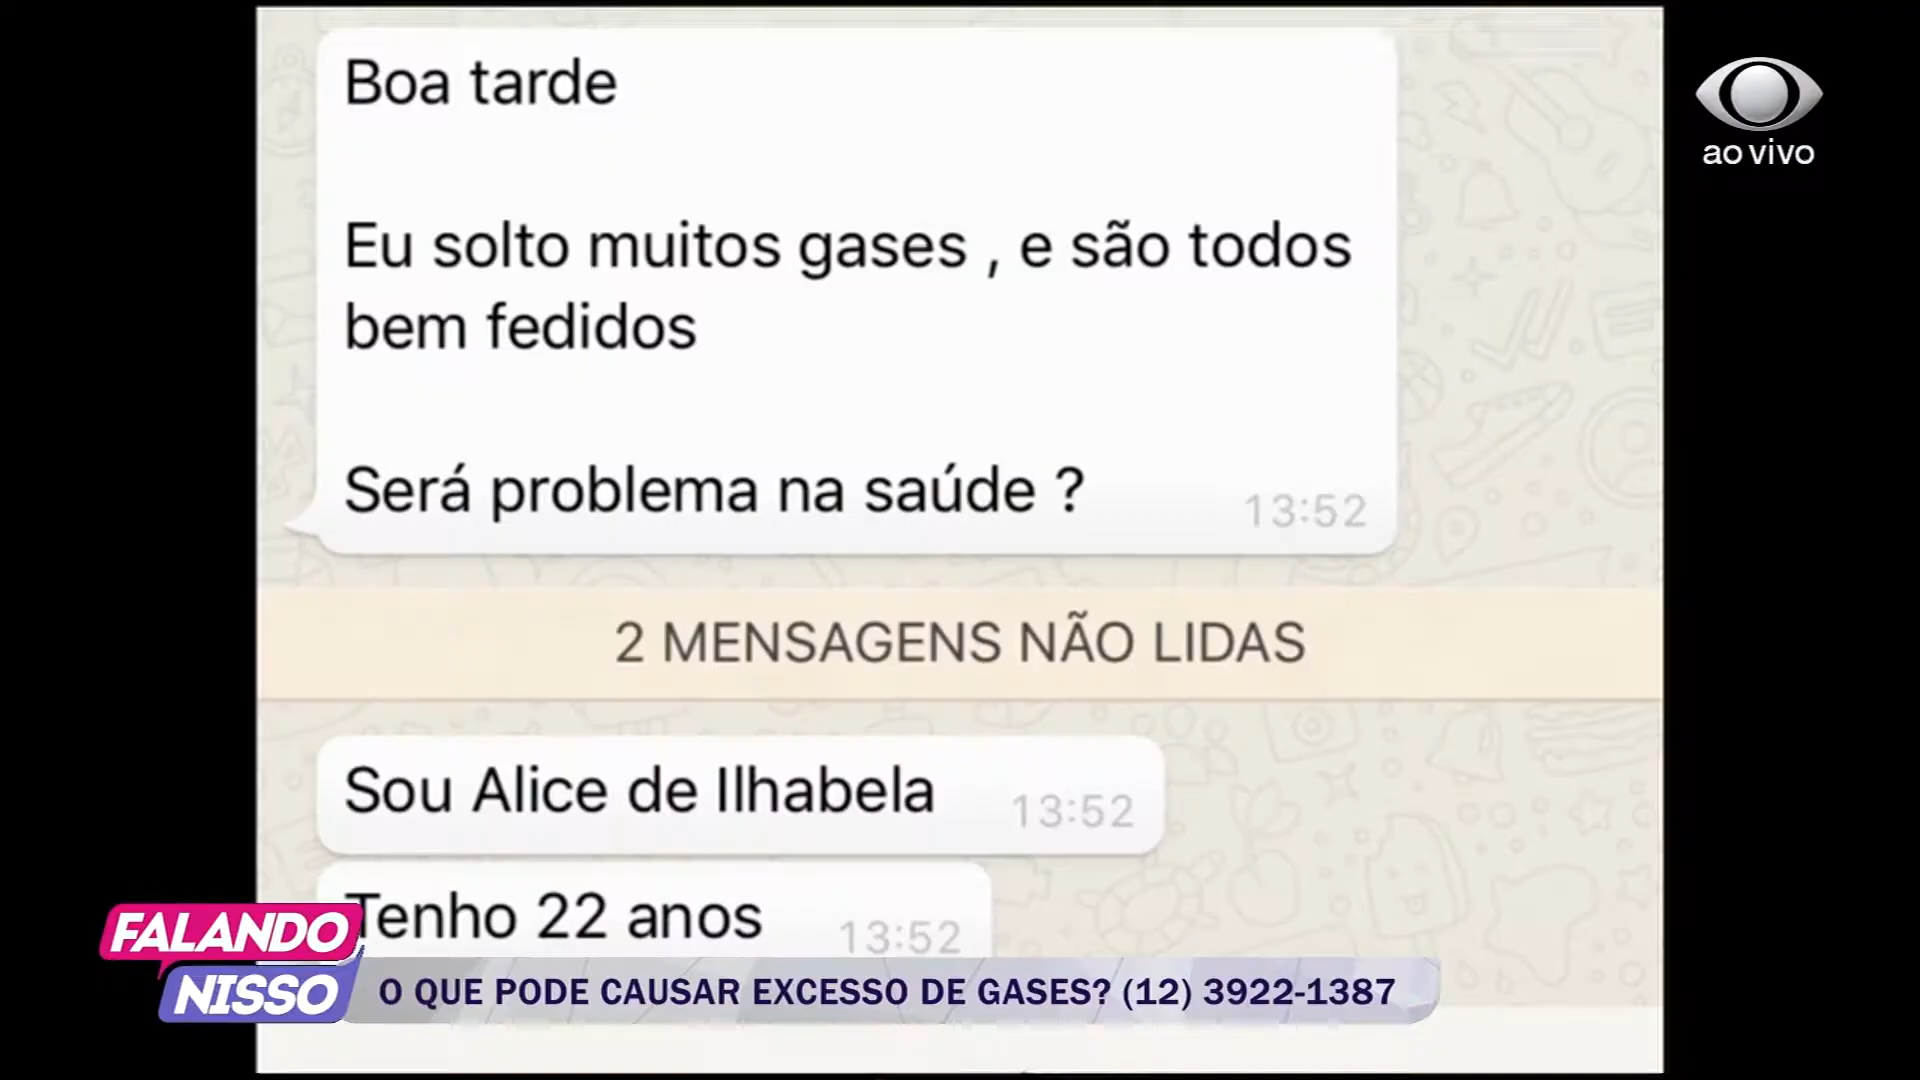 Boa tarde
Eu solto muitos gases , e são todos
bem fedidos
Será problema na saúde ?
13:52
2 MENSAGENS NÃO LIDAS
Sou Alice de Ilhabela
13:52
Tenho 22 anos
13:52
ao vivo
FALANDO
NISSO
O QUE PODE CAUSAR EXCESSO DE GASES? (12) 3922-1387